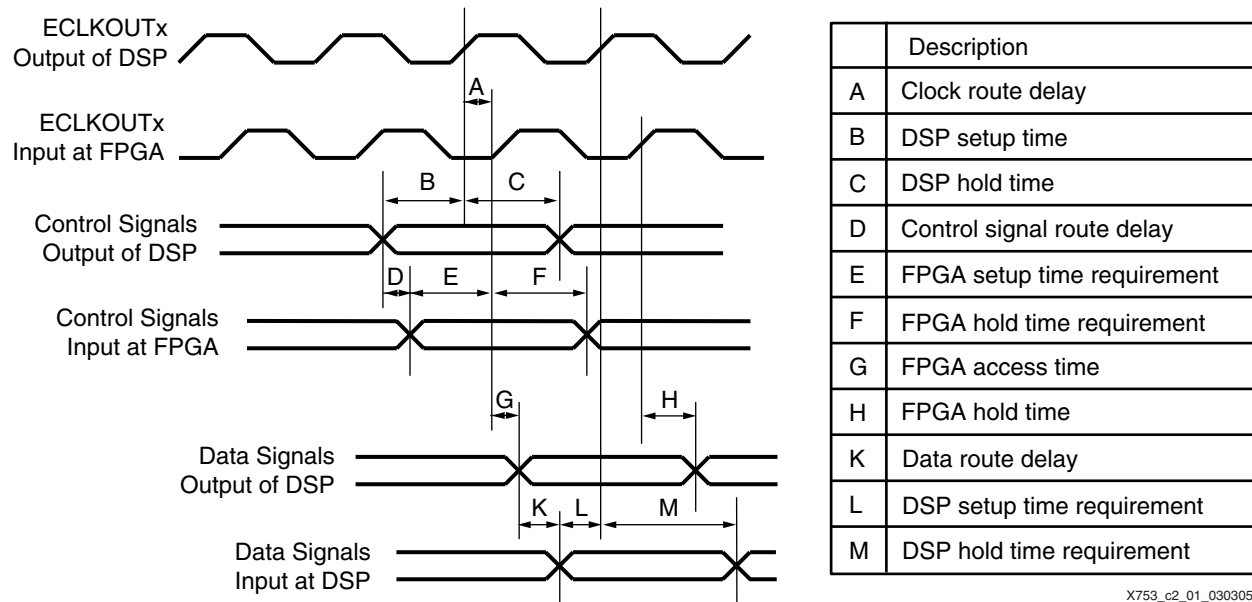 ECLKOUTx
Output of DSP
A
ECLKOUTx
Input at FPGA
B
C
Control Signals
Output of DSP
D
E
F
Control Signals
Input at FPGA
G
H
Data Signals
Output of DSP
K
L
M
Data Signals
Input at DSP
Description
A Clock route delay
B DSP setup time
C DSP hold time
D Control signal route delay
E FPGA setup time requirement
F FPGA hold time requirement
G FPGA access time
H FPGA hold time
K Data route delay
L DSP setup time requirement
M DSP hold time requirement
X753_c2_01_030305